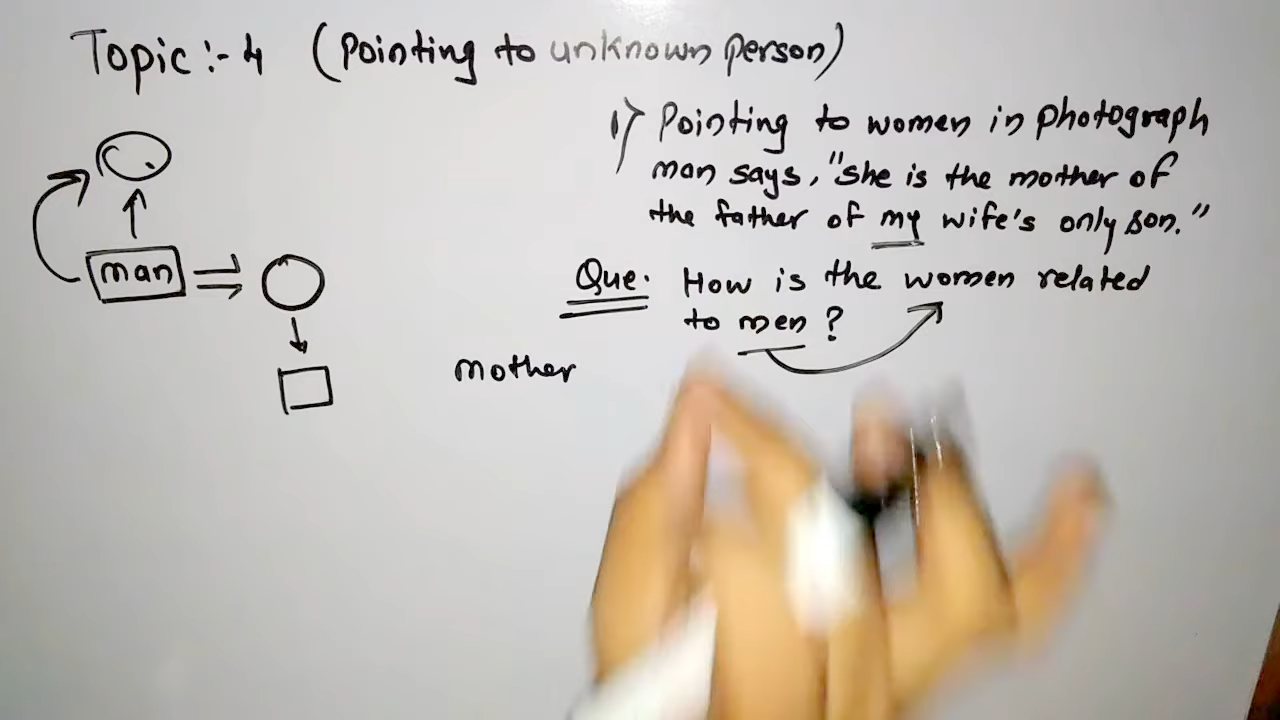 Topic :- 4 (Pointing to unknown person)
1) Pointing to women in photograph
man says, "she is the mother of
the father of my wife's only son."
Que: How is the women related
to men ?
man
mother